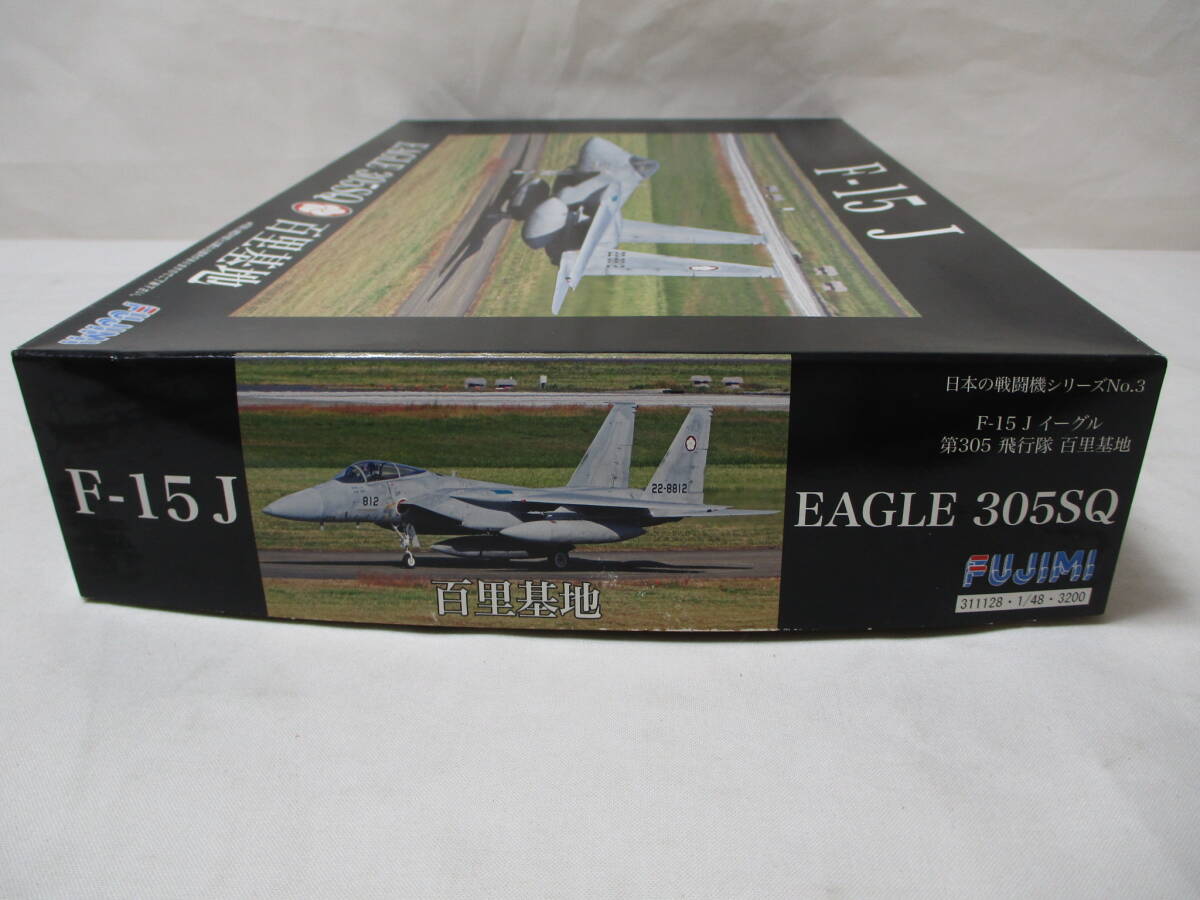 F-15 J
EAGLE 305SQ
百里基地
FUJIMI
F-15 J
812
22-8812
百里基地
日本の戦闘機シリーズNo.3
F-15 J イーグル
第305 飛行隊 百里基地
EAGLE 305SQ
FUJIMI
311128・1/48・3200